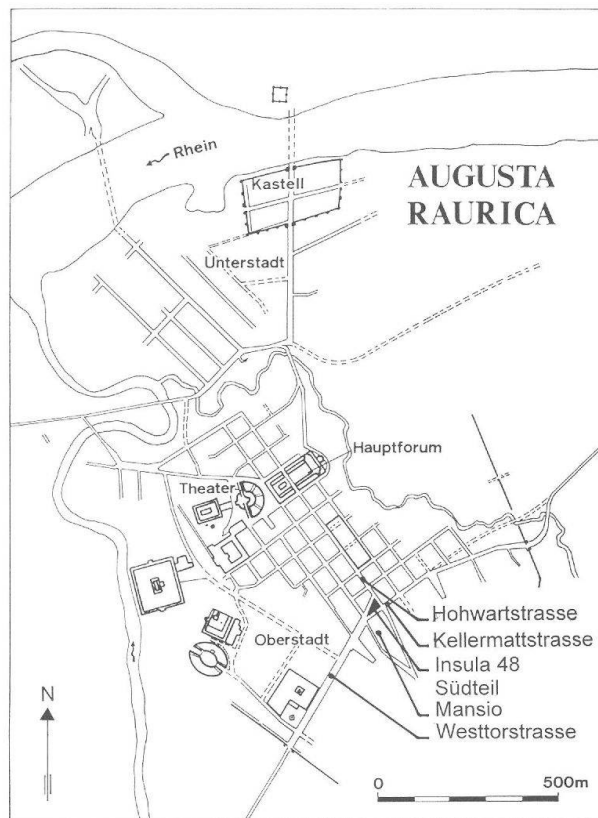 Rhein
Kastell
AUGUSTA
RAURICA
Unterstadt
Hauptforum
Theater
Hohwartstrasse
Kellermattstrasse
Oberstadt
Insula 48
Südteil
Mansio
Westtorstrasse
N
0 500m